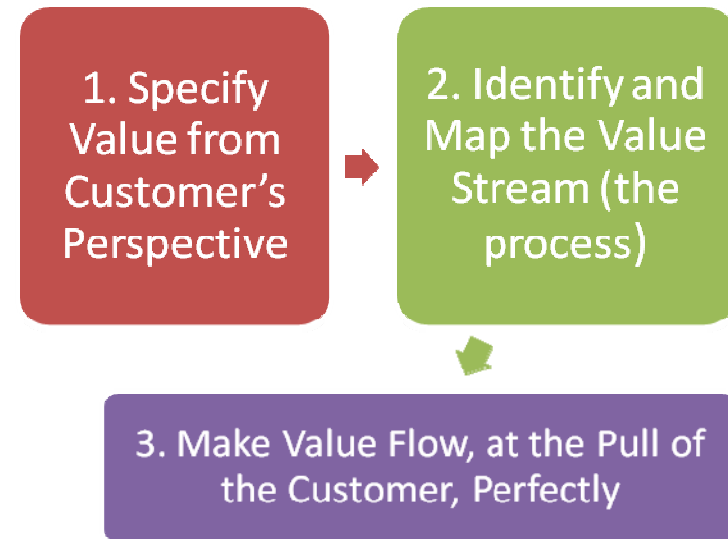 1. Specify
Value from
Customer’s
Perspective
2. Identify and
Map the Value
Stream (the
process)
3. Make Value Flow, at the Pull of
the Customer, Perfectly